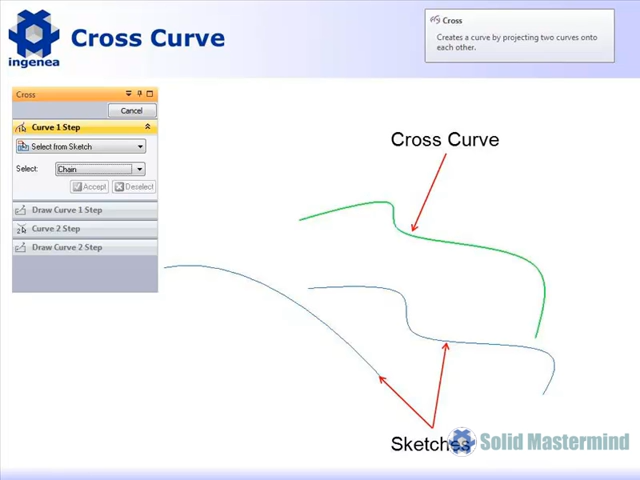 ingenea
Cross Curve
Cross
Creates a curve by projecting two curves onto
each other.
Cross
Cancel
Curve 1 Step
Select from Sketch
Select:
Chain
Accept
Deselect
Draw Curve 1 Step
Curve 2 Step
Draw Curve 2 Step
Cross Curve
Sketches
Solid Mastermind